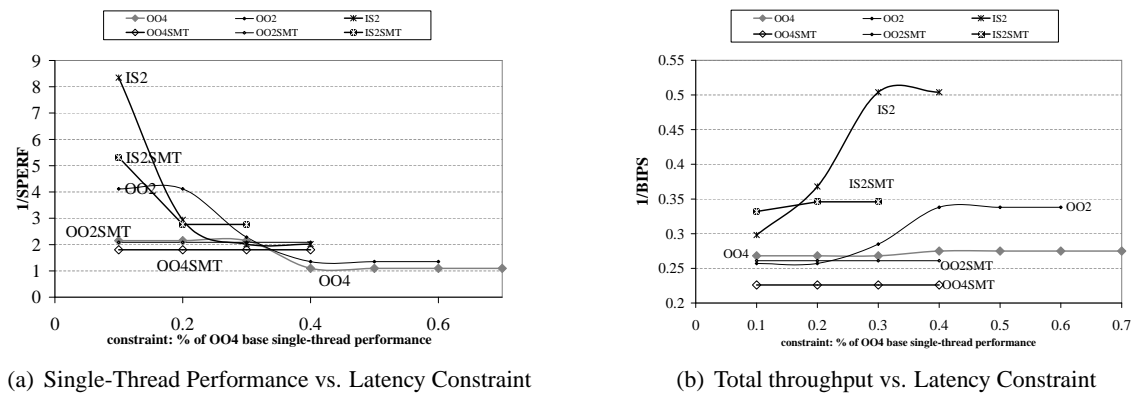 OO4 OO2 IS2
OO4SMT OO2SMT IS2SMT
9
8
7
6
5
4
3
2
1
0
1/SPERF
IS2
IS2SMT
OO2
OO2SMT
OO4SMT
OO4
0 0.2 0.4 0.6
constraint: % of OO4 base single-thread performance
(a) Single-Thread Performance vs. Latency Constraint
OO4 OO2 IS2
OO4SMT OO2SMT IS2SMT
0.55
0.5
0.45
0.4
0.35
0.3
0.25
0.2
1/BIPS
IS2
IS2SMT
OO2
OO4
OO2SMT
OO4SMT
0 0.1 0.2 0.3 0.4 0.5 0.6 0.7
constraint: % of OO4 base single-thread performance
(b) Total throughput vs. Latency Constraint